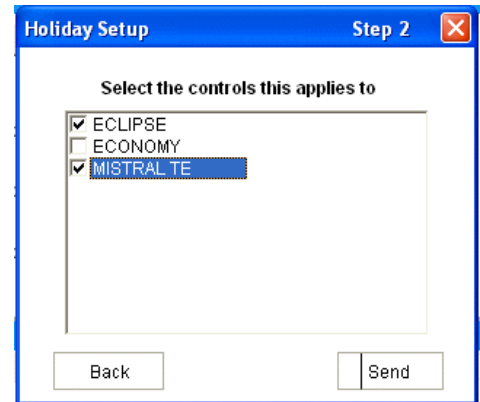 Holiday Setup Step 2
Select the controls this applies to
ECLIPSE
ECONOMY
MISTRAL TE
Back Send